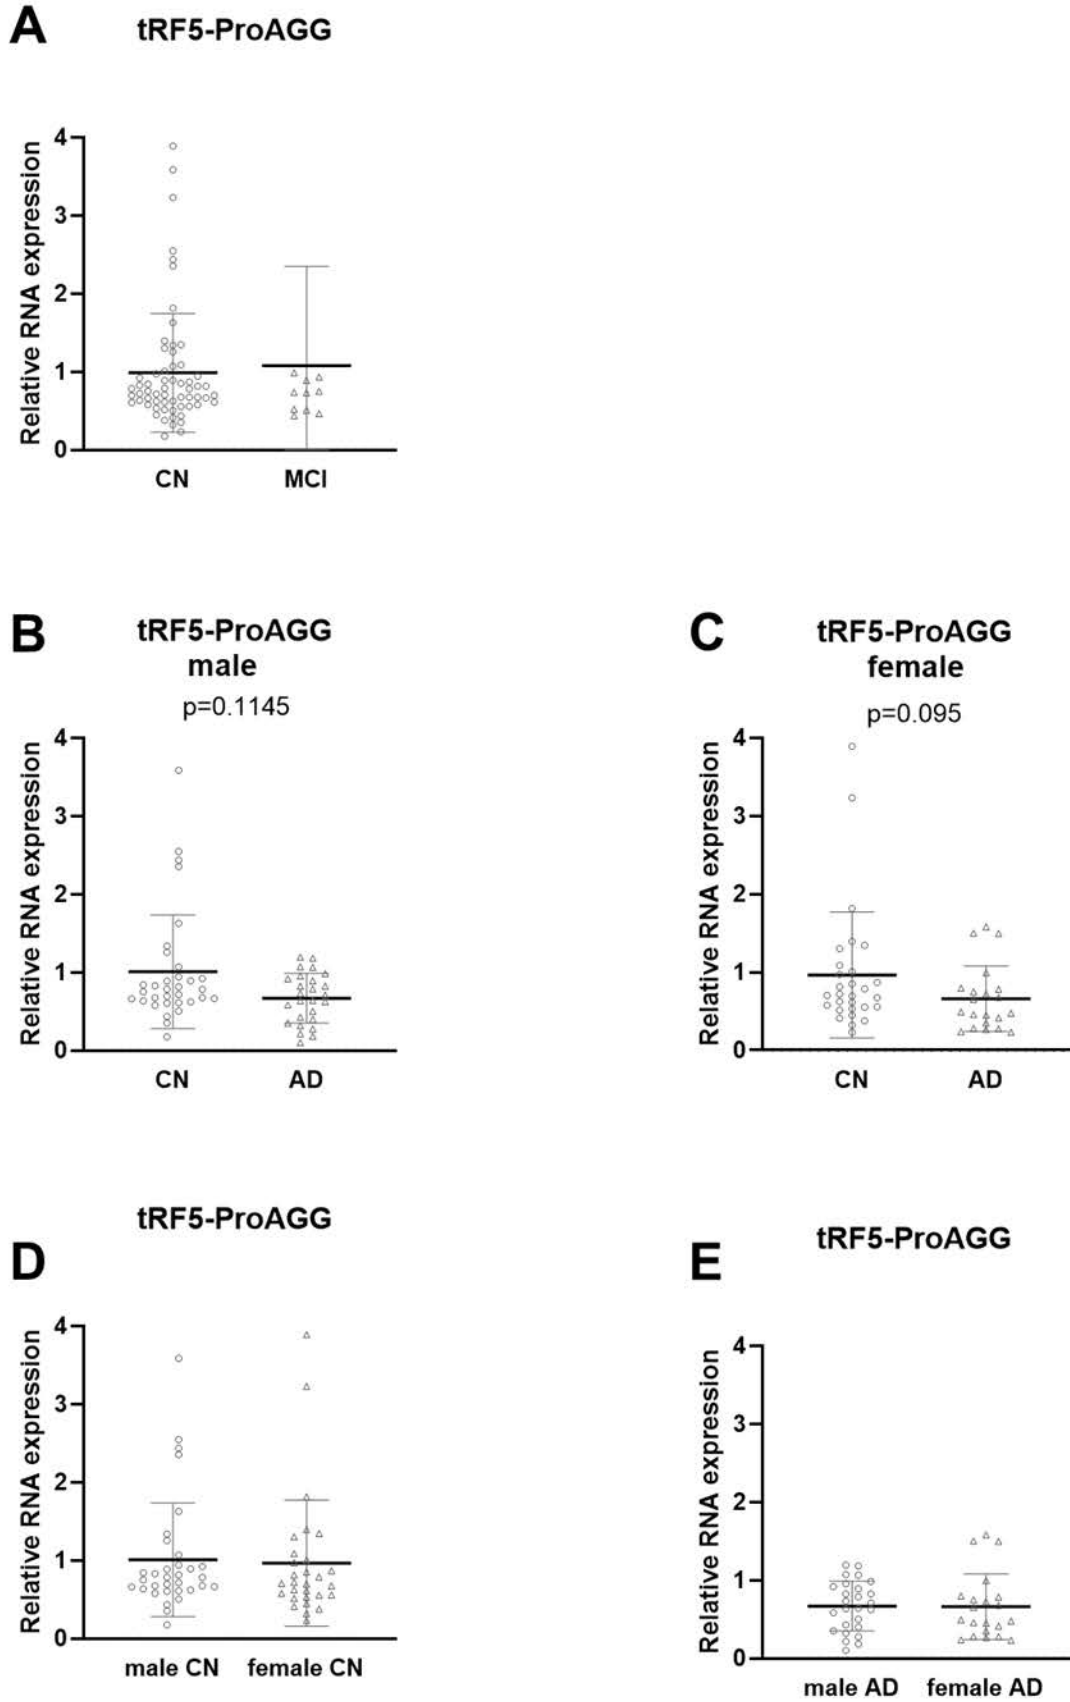 A
tRF5-ProAGG
Relative RNA expression
4
3
2
1
0
CN
MCI
B
tRF5-ProAGG
male
p=0.1145
Relative RNA expression
4
3
2
1
0
CN
AD
C
tRF5-ProAGG
female
p=0.095
Relative RNA expression
4
3
2
1
0
CN
AD
D
tRF5-ProAGG
Relative RNA expression
4
3
2
1
0
male CN
female CN
E
tRF5-ProAGG
Relative RNA expression
4
3
2
1
0
male AD
female AD